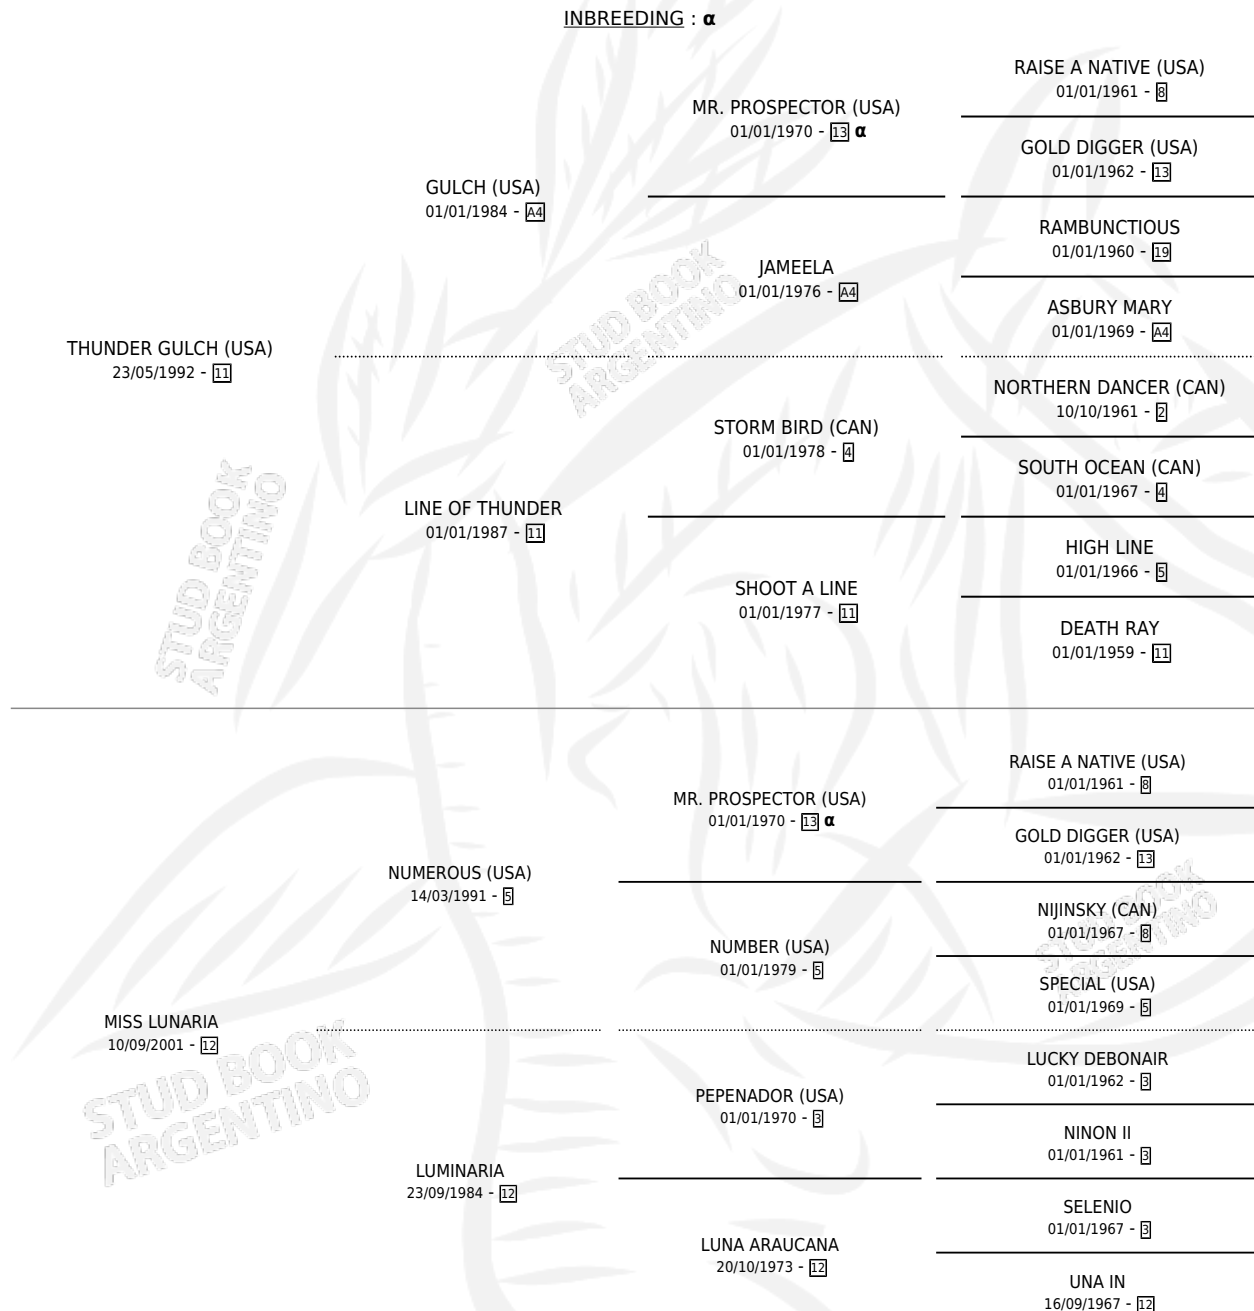 INBREEDING : α
RAISE A NATIVE (USA)
01/01/1961 - 8
MR. PROSPECTOR (USA)
01/01/1970 - 13 α
GOLD DIGGER (USA)
01/01/1962 - 13
GULCH (USA)
01/01/1984 - A4
RAMBUNCTIOUS
01/01/1960 - 19
JAMEELA
01/01/1976 - A4
ASBURY MARY
01/01/1969 - A4
THUNDER GULCH (USA)
23/05/1992 - 11
NORTHERN DANCER (CAN)
10/10/1961 - 2
STORM BIRD (CAN)
01/01/1978 - 4
SOUTH OCEAN (CAN)
01/01/1967 - 4
LINE OF THUNDER
01/01/1987 - 11
HIGH LINE
01/01/1966 - 5
SHOOT A LINE
01/01/1977 - 11
DEATH RAY
01/01/1959 - 11
RAISE A NATIVE (USA)
01/01/1961 - 8
MR. PROSPECTOR (USA)
01/01/1970 - 13 α
GOLD DIGGER (USA)
01/01/1962 - 13
NUMEROUS (USA)
14/03/1991 - 5
NIJINSKY (CAN)
01/01/1967 - 8
NUMBER (USA)
01/01/1979 - 5
SPECIAL (USA)
01/01/1969 - 5
MISS LUNARIA
10/09/2001 - 12
LUCKY DEBONAIR
01/01/1962 - 3
PEPENADOR (USA)
01/01/1970 - 3
NINON II
01/01/1961 - 3
LUMINARIA
23/09/1984 - 12
SELENIO
01/01/1967 - 3
LUNA ARAUCANA
20/10/1973 - 12
UNA IN
16/09/1967 - 12
STUD BOOK
ARGENTINO
STUD BOOK
ARGENTINO
STUD BOOK
ARGENTINO
STUD BOOK
ARGENTINO